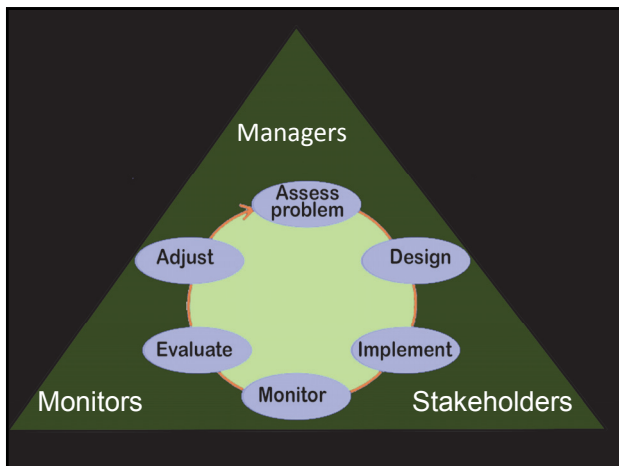 Managers
Assess
problem
Adjust
Design
Evaluate
Implement
Monitor
Monitors
Stakeholders